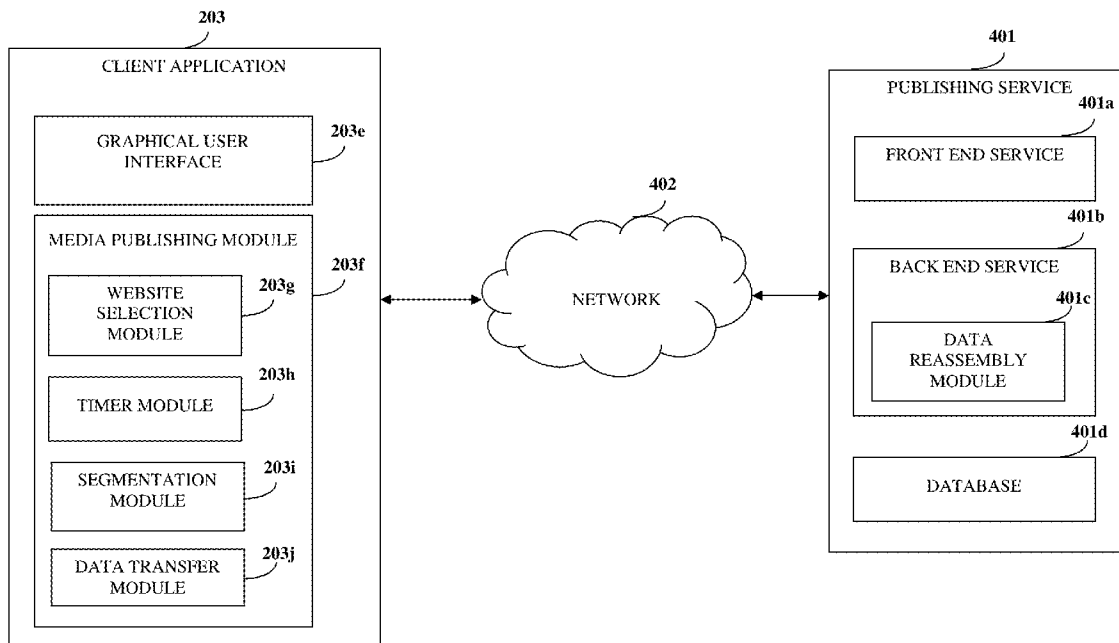 203
CLIENT APPLICATION
203e
GRAPHICAL USER
INTERFACE
MEDIA PUBLISHING MODULE
203f
WEBSITE
SELECTION
MODULE
203g
TIMER MODULE
203h
SEGMENTATION
MODULE
203i
DATA TRANSFER
MODULE
203j
402
NETWORK
401
PUBLISHING SERVICE
401a
FRONT END SERVICE
401b
BACK END SERVICE
401c
DATA
REASSEMBLY
MODULE
401d
DATABASE